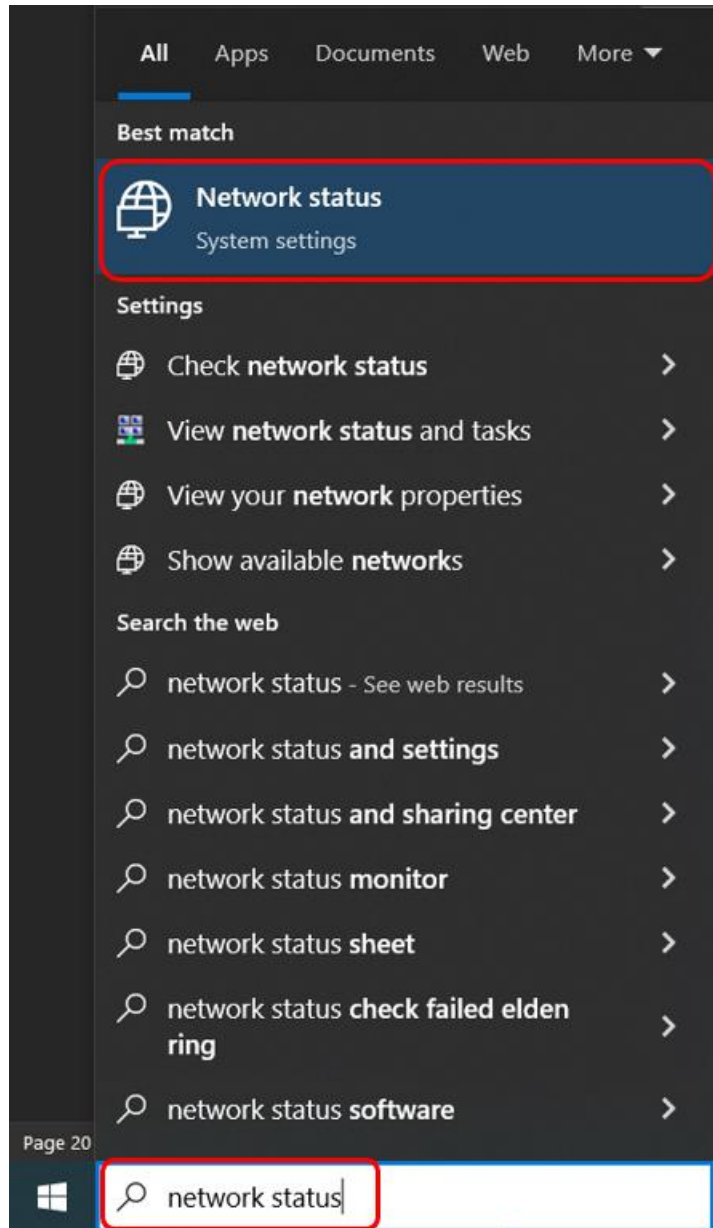 All Apps Documents Web More
Best match
Network status
System settings
Settings
Check network status
View network status and tasks
View your network properties
Show available networks
Search the web
network status - See web results
network status and settings
network status and sharing center
network status monitor
network status sheet
network status check failed elden
ring
network status software
Page 20
network status